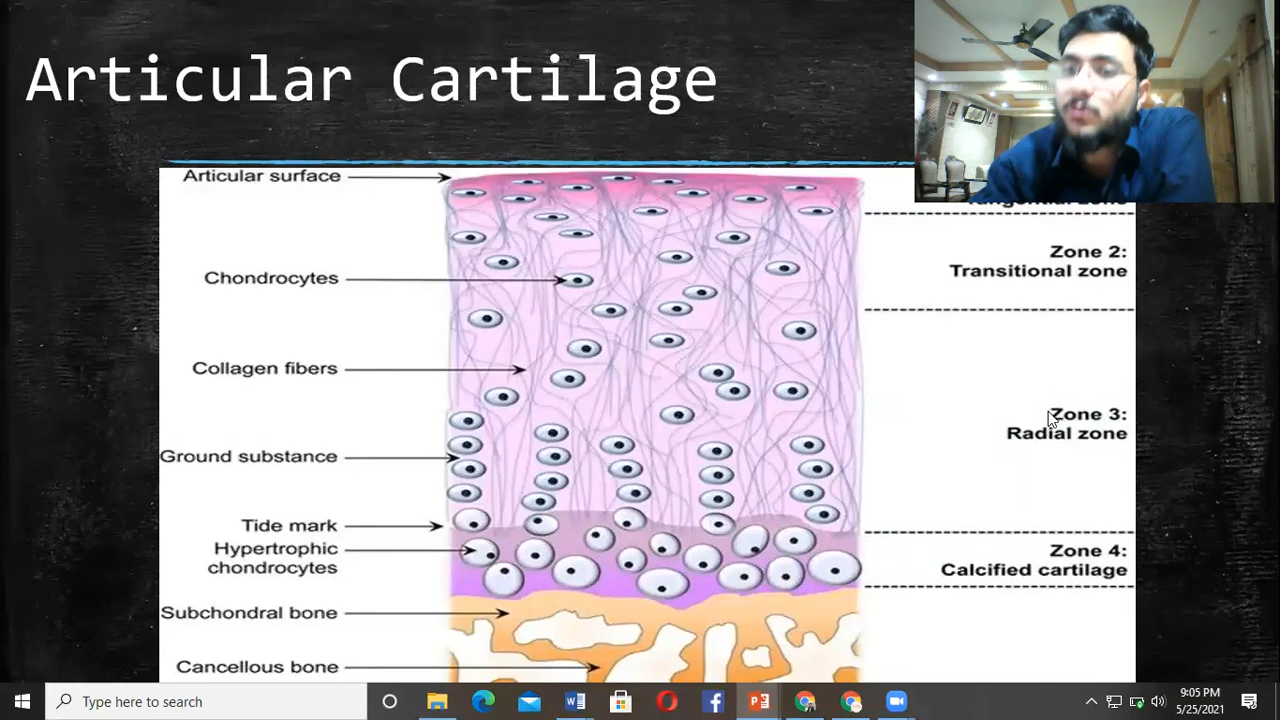 Articular Cartilage
Articular surface
Chondrocytes
Collagen fibers
Ground substance
Tide mark
Hypertrophic
chondrocytes
Subchondral bone
Cancellous bone
Zone 2:
Transitional zone
Zone 3:
Radial zone
Zone 4:
Calcified cartilage
Type here to search
9:05 PM
5/25/2021